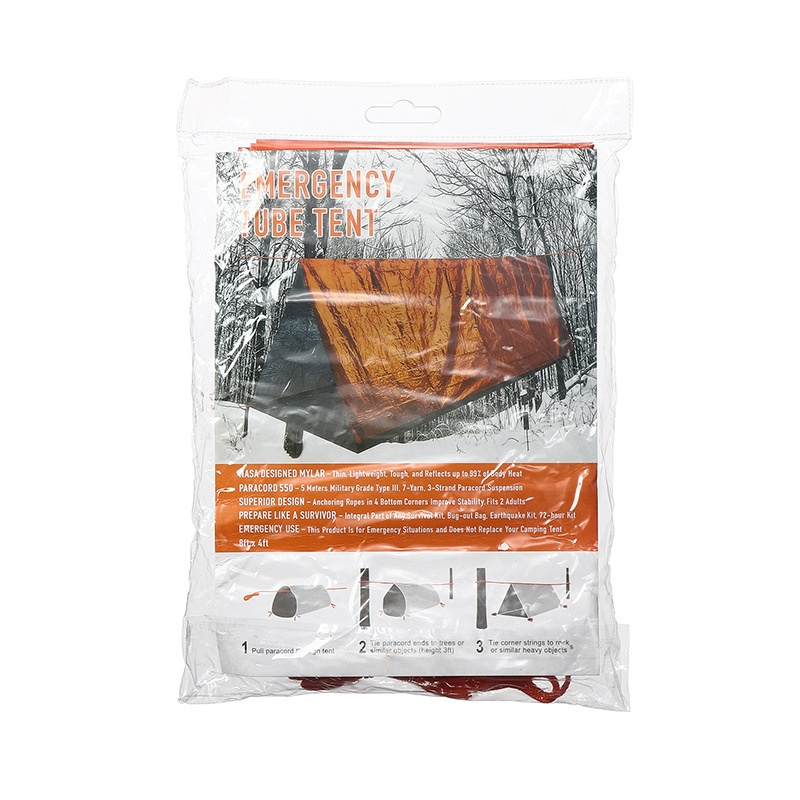 EMERGENCY
TUBE TENT
NASA DESIGNED MYLAR – Thin, Lightweight, Tough, and Reflects up to 99% of Body Heat
PARACORD 550 – 5 Meters Military Grade Type III, 7-Yarn, 3-Strand Paracord Suspension
SUPERIOR DESIGN – Anchoring Ropes in 4 Bottom Corners Improve Stability, Fits 2 Adults
PREPARE LIKE A SURVIVOR – Integral Part of Any Survival Kit, Bug-out Bag, Earthquake Kit, 72-hour Kit
EMERGENCY USE – This Product Is for Emergency Situations and Does Not Replace Your Camping Tent
8ft x 4ft
1 Pull paracord through tent
2 Tie paracord ends to trees or
similar objects (height 3ft)
3 Tie corner strings to rock
or similar heavy objects